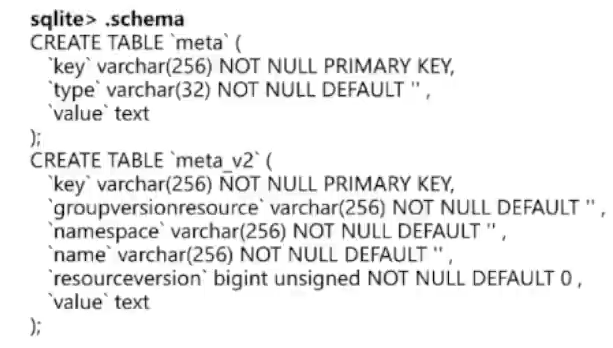 sqlite> .schema
CREATE TABLE `meta` (
`key` varchar(256) NOT NULL PRIMARY KEY,
`type` varchar(32) NOT NULL DEFAULT '' ,
`value` text
);
CREATE TABLE `meta_v2` (
`key` varchar(256) NOT NULL PRIMARY KEY,
`groupversionresource` varchar(256) NOT NULL DEFAULT '' ,
`namespace` varchar(256) NOT NULL DEFAULT '' ,
`name` varchar(256) NOT NULL DEFAULT '' ,
`resourceversion` bigint unsigned NOT NULL DEFAULT 0 ,
`value` text
);